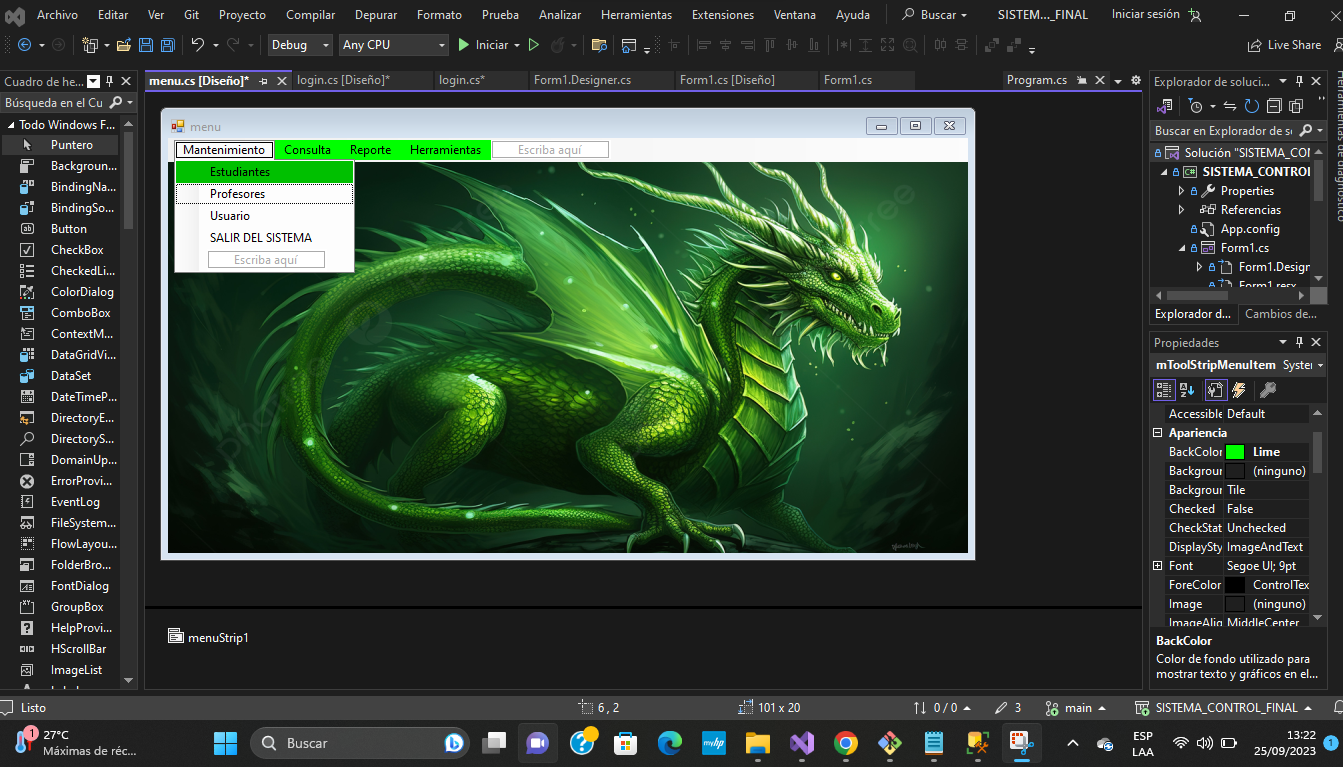 Archivo Editar Ver Git Proyecto Compilar Depurar Formato Prueba Analizar Herramientas Extensiones Ventana Ayuda Buscar SISTEM..._FINAL Iniciar sesión
Debug Any CPU Iniciar Live Share
Cuadro de he...
Búsqueda en el Cu
Todo Windows F...
Puntero
Backgroun...
BindingNa...
BindingSo...
Button
CheckBox
CheckedLi...
ColorDialog
ComboBox
ContextM...
DataGridVi...
DataSet
DateTimeP...
DirectoryE...
DirectoryS...
DomainUp...
ErrorProvi...
EventLog
FileSystem...
FlowLayou...
FolderBro...
FontDialog
GroupBox
HelpProvi...
HScrollBar
ImageList
menu.cs [Diseño]* login.cs [Diseño]* login.cs* Form1.Designer.cs Form1.cs [Diseño] Form1.cs Program.cs
menu
Mantenimiento Consulta Reporte Herramientas Escriba aquí
Estudiantes
Profesores
Usuario
SALIR DEL SISTEMA
Escriba aquí
menuStrip1
Explorador de soluci...
Buscar en Explorador de so
Solución "SISTEMA_CON
SISTEMA_CONTROL
Properties
Referencias
App.config
Form1.cs
Form1.Design
Form1.resx
Explorador d... Cambios de...
Herramientas de diagnóstico
Propiedades
mToolStripMenuItem System
Accessible Default
Apariencia
BackColor Lime
Backgroun (ninguno)
Backgroun Tile
Checked False
CheckStat Unchecked
DisplaySty ImageAndText
Font Segoe UI; 9pt
ForeColor ControlTex
Image (ninguno)
ImageAlig MiddleCenter
BackColor
Color de fondo utilizado para
mostrar texto y gráficos en el...
Listo 6 , 2 101 x 20 0 / 0 3 main SISTEMA_CONTROL_FINAL
1
27°C
Máximas de réc...
Buscar
myhp
ESP
LAA
13:22
25/09/2023
1